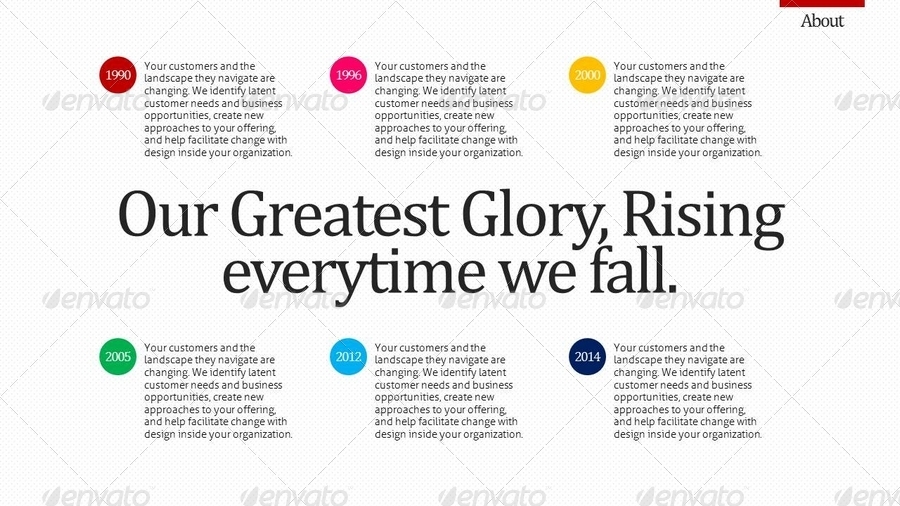 About
1990
Your customers and the
landscape they navigate are
changing. We identify latent
customer needs and business
opportunities, create new
approaches to your offering,
and help facilitate change with
design inside your organization.
1996
Your customers and the
landscape they navigate are
changing. We identify latent
customer needs and business
opportunities, create new
approaches to your offering,
and help facilitate change with
design inside your organization.
2000
Your customers and the
landscape they navigate are
changing. We identify latent
customer needs and business
opportunities, create new
approaches to your offering,
and help facilitate change with
design inside your organization.
Our Greatest Glory, Rising
everytime we fall.
2005
Your customers and the
landscape they navigate are
changing. We identify latent
customer needs and business
opportunities, create new
approaches to your offering,
and help facilitate change with
design inside your organization.
2012
Your customers and the
landscape they navigate are
changing. We identify latent
customer needs and business
opportunities, create new
approaches to your offering,
and help facilitate change with
design inside your organization.
2014
Your customers and the
landscape they navigate are
changing. We identify latent
customer needs and business
opportunities, create new
approaches to your offering,
and help facilitate change with
design inside your organization.
envato envato envato envato envato
envato envato envato envato envato
envato envato envato envato envato